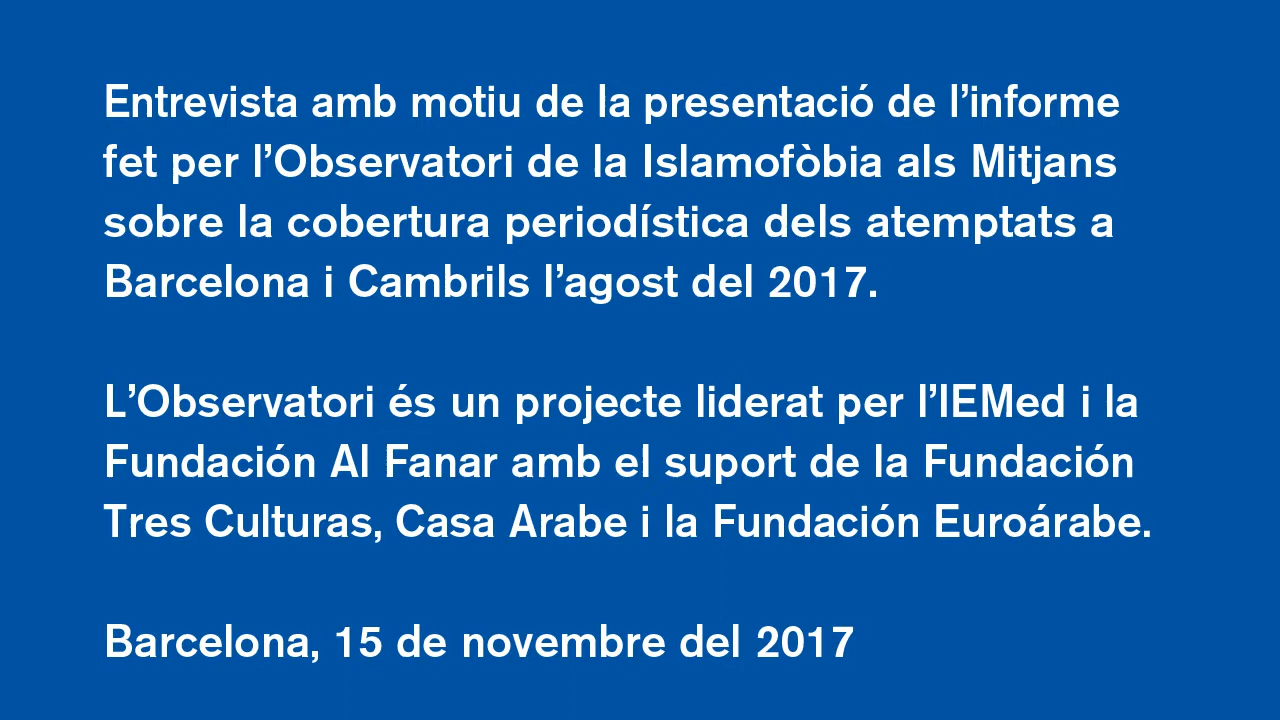 Entrevista amb motiu de la presentació de l’informe
fet per l’Observatori de la Islamofòbia als Mitjans
sobre la cobertura periodística dels atemptats a
Barcelona i Cambrils l’agost del 2017.
L’Observatori és un projecte liderat per l’IEMed i la
Fundación Al Fanar amb el suport de la Fundación
Tres Culturas, Casa Arabe i la Fundación Euroárabe.
Barcelona, 15 de novembre del 2017